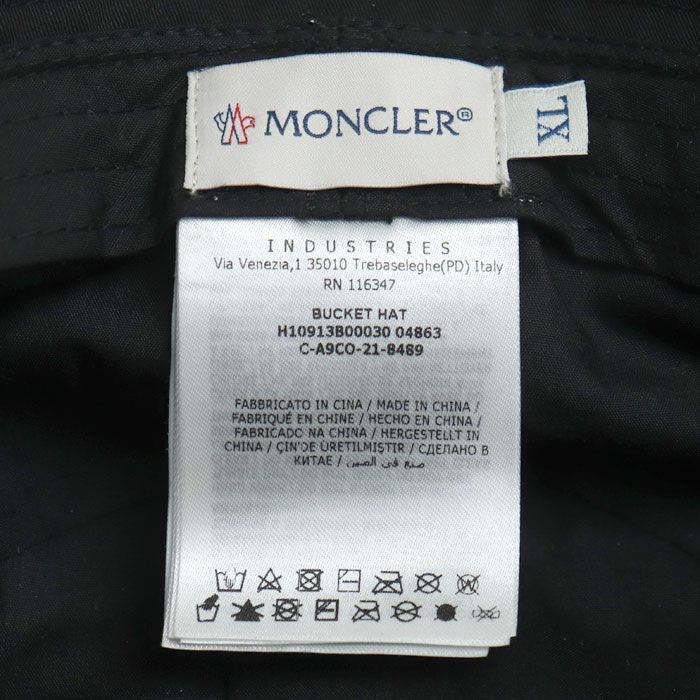 MONCLER®
XL
INDUSTRIES
Via Venezia,1 35010 Trebaseleghe(PD) Italy
RN 116347
BUCKET HAT
H10913B00030 04863
C-A9CO-21-8489
FABBRICATO IN CINA / MADE IN CHINA /
FABRIQUÉ EN CHINE / HECHO EN CHINA /
FABRICADO NA CHINA / HERGESTELLT IN
CHINA / ÇIN'DE ÜRETILMIŞTIR / СДЕЛАНО В
КИТАЕ / صنع في الصين